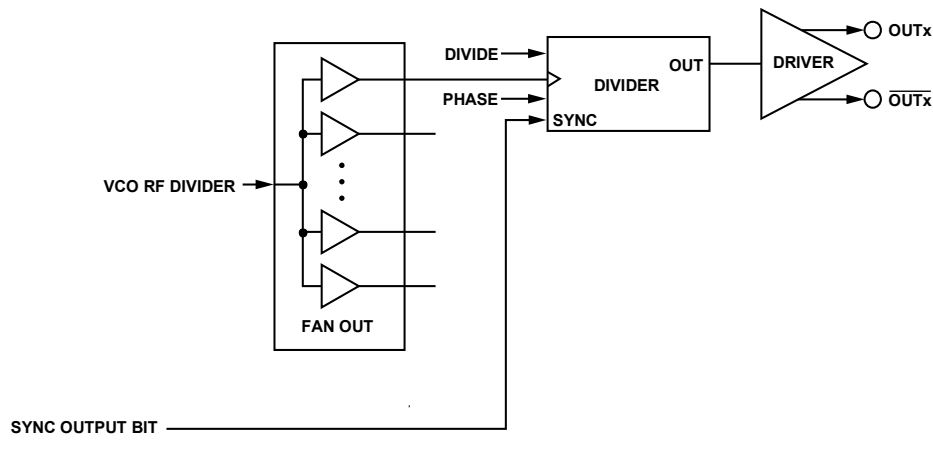 DIVIDE
PHASE
SYNC
DIVIDER
OUT
DRIVER
OUTx
OUTx
VCO RF DIVIDER
FAN OUT
SYNC OUTPUT BIT